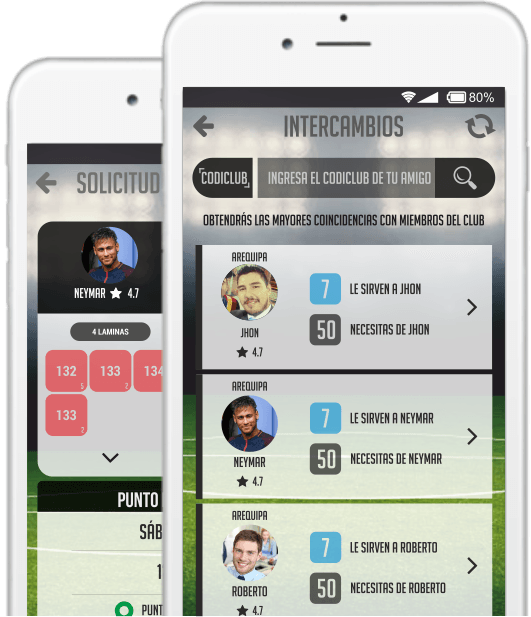 SOLICITUD
NEYMAR ★ 4.7
4 LAMINAS
132
5
133
2
134
133
2
PUNTO
SÁB
1
PUNT
80%
INTERCAMBIOS
CODICLUB
INGRESA EL CODICLUB DE TU AMIGO
OBTENDRÁS LAS MAYORES COINCIDENCIAS CON MIEMBROS DEL CLUB
AREQUIPA
JHON
★ 4.7
7 LE SIRVEN A JHON
50 NECESITAS DE JHON
AREQUIPA
NEYMAR
★ 4.7
7 LE SIRVEN A NEYMAR
50 NECESITAS DE NEYMAR
AREQUIPA
ROBERTO
★ 4.7
7 LE SIRVEN A ROBERTO
50 NECESITAS DE ROBERTO